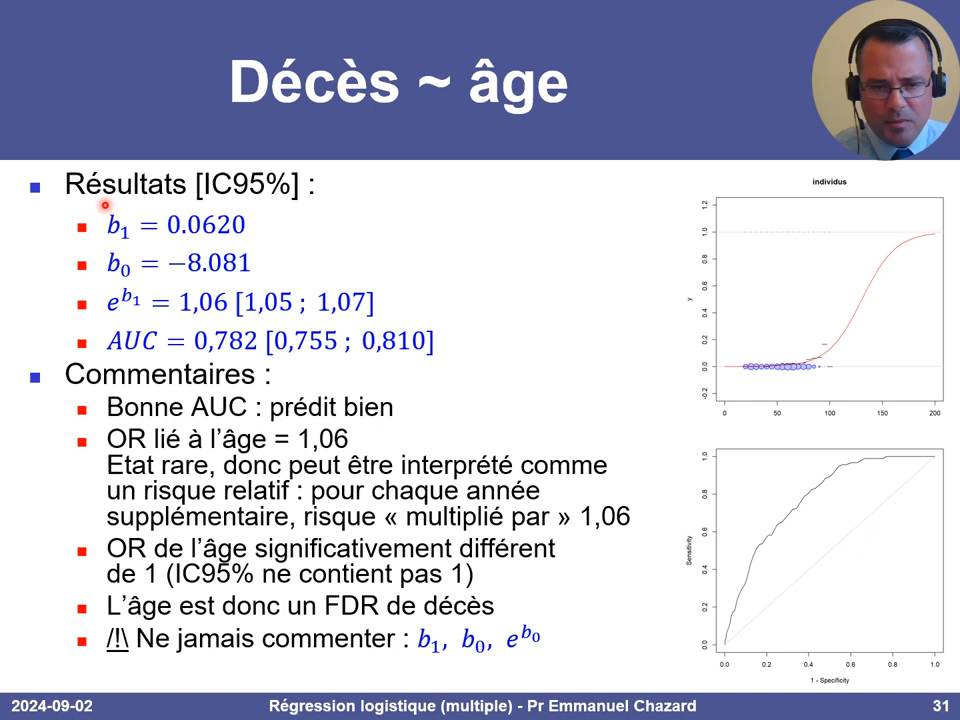 Décès ~ âge
Résultats [IC95%] :
b₁ = 0.0620
b₀ = −8.081
e^b₁ = 1,06 [1,05 ; 1,07]
AUC = 0,782 [0,755 ; 0,810]
Commentaires :
Bonne AUC : prédit bien
OR lié à l’âge = 1,06
Etat rare, donc peut être interprété comme
un risque relatif : pour chaque année
supplémentaire, risque « multiplié par » 1,06
OR de l’âge significativement différent
de 1 (IC95% ne contient pas 1)
L’âge est donc un FDR de décès
/!\ Ne jamais commenter : b₁, b₀, e^b₀
individus
y
1.2
1.0
0.8
0.6
0.4
0.2
0.0
-0.2
0 50 100 150 200
Sensitivity
1.0
0.8
0.6
0.4
0.2
0.0
0.0 0.2 0.4 0.6 0.8 1.0
1 - Specificity
2024-09-02 Régression logistique (multiple) - Pr Emmanuel Chazard 31